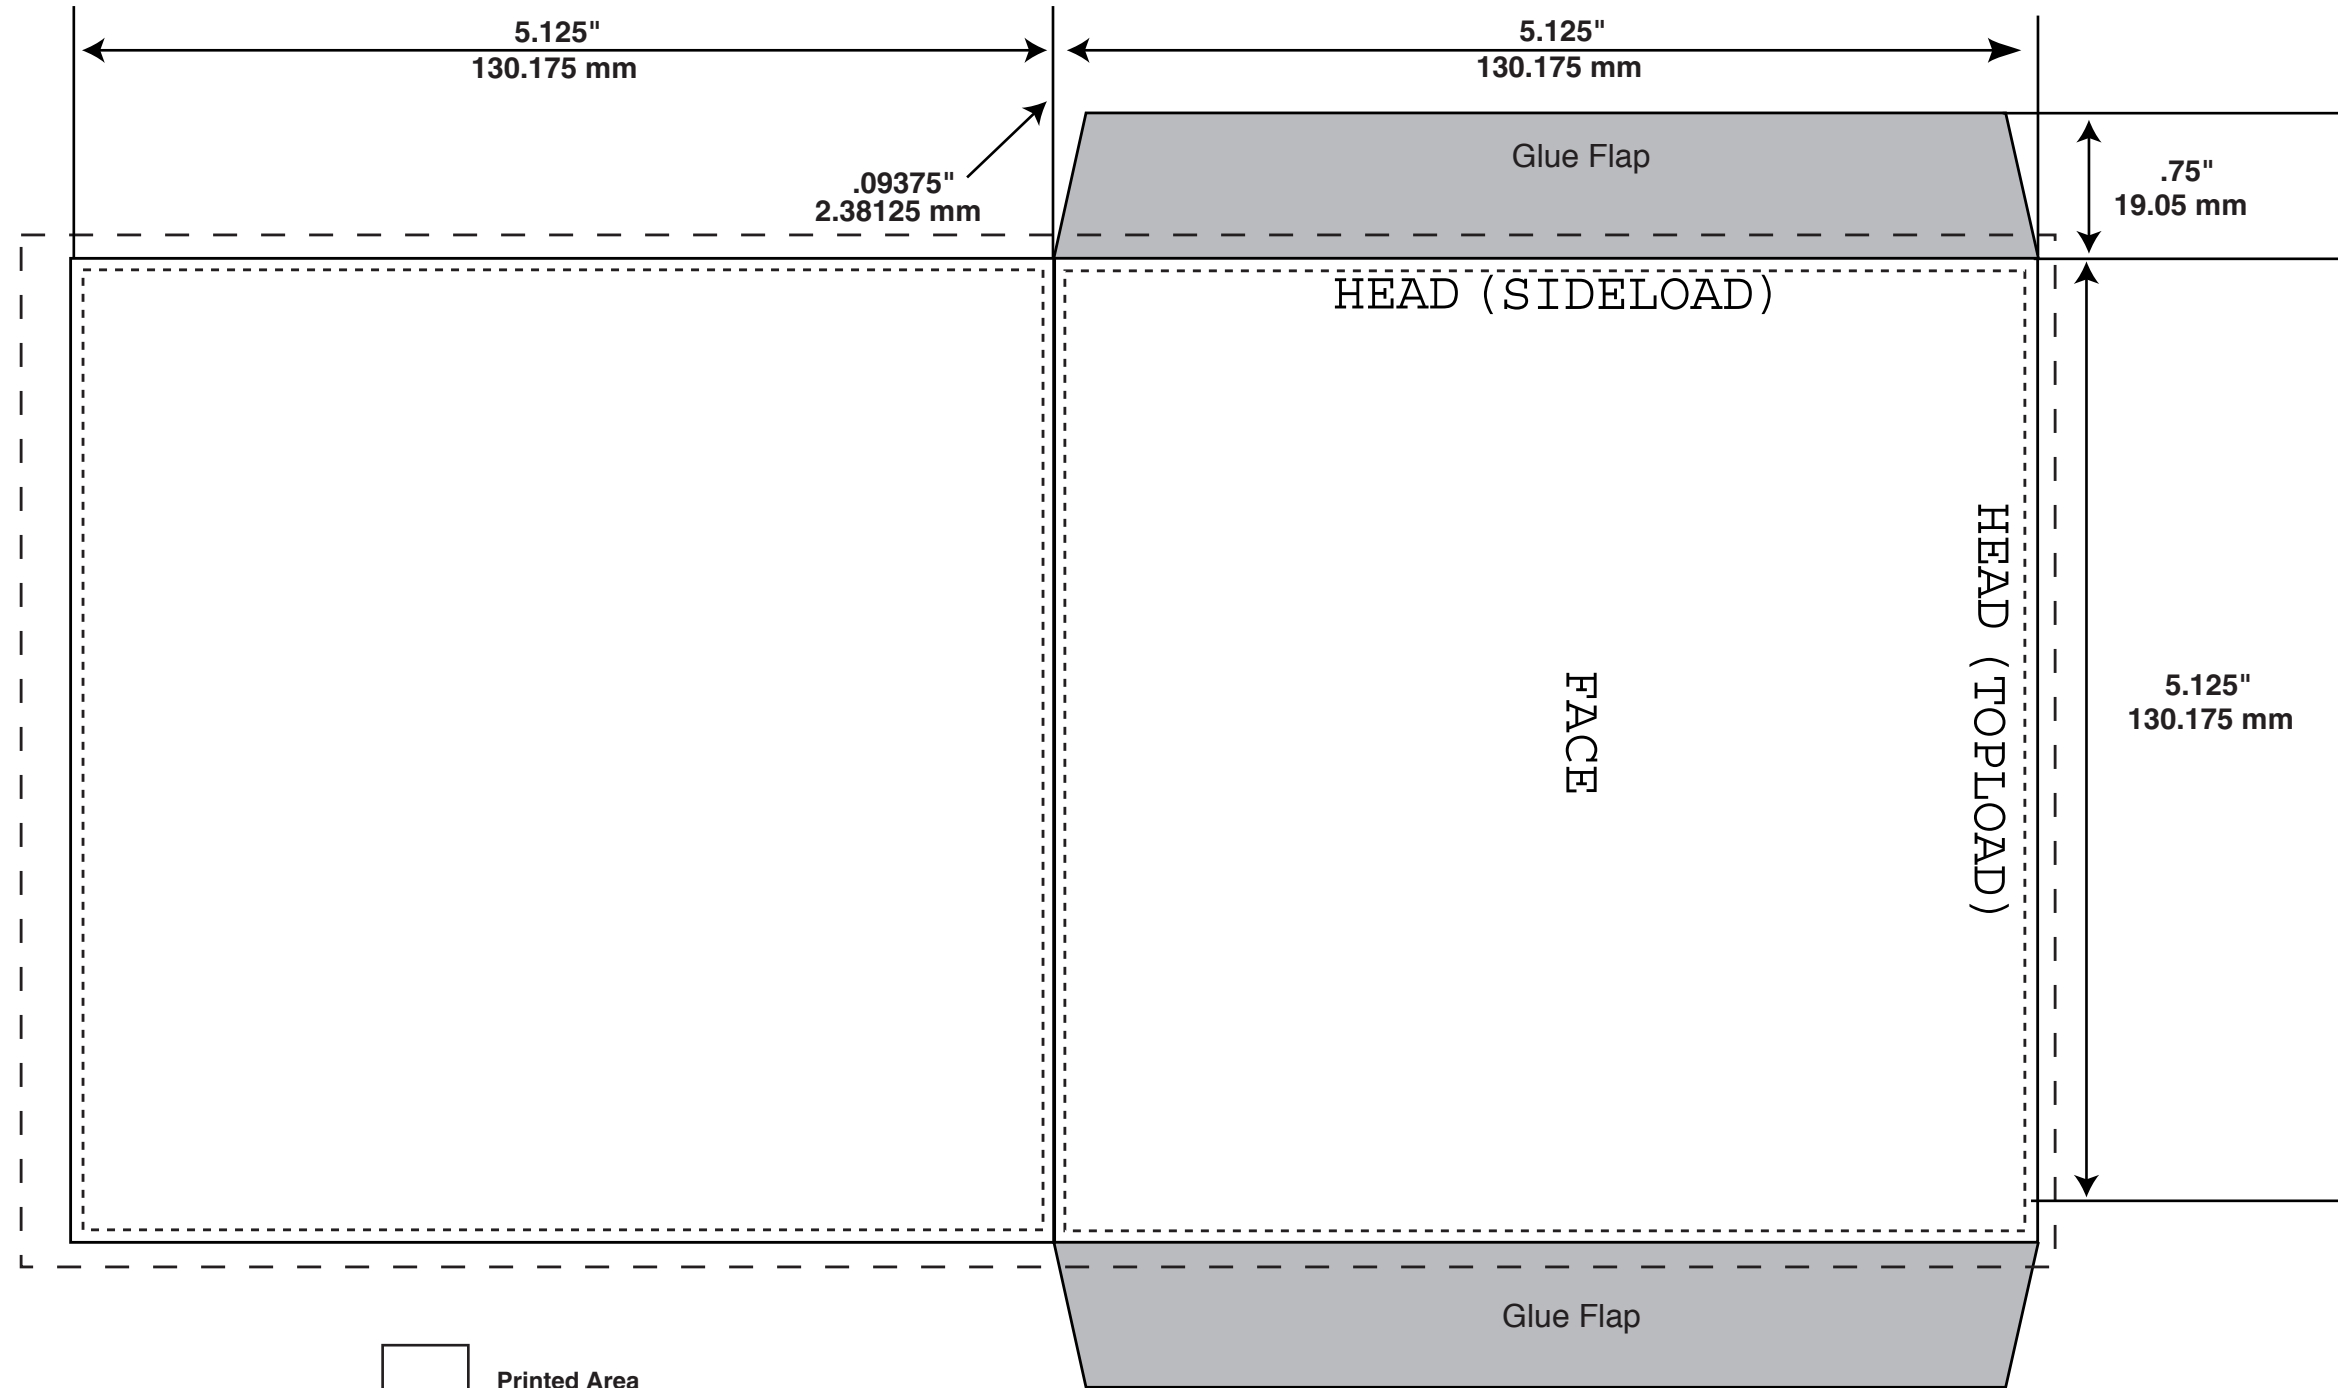 5.125"
130.175 mm
5.125"
130.175 mm
Glue Flap
.09375"
2.38125 mm
.75"
19.05 mm
HEAD (SIDELOAD)
HEAD (TOPLOAD)
FACE
5.125"
130.175 mm
Glue Flap
Printed Area